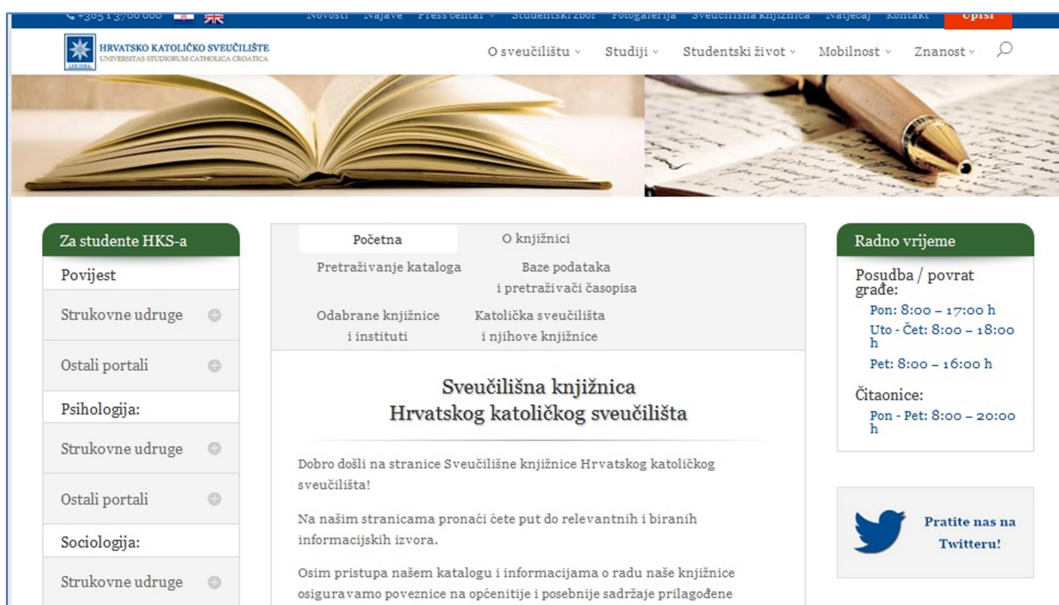 +385 1 3700 600
Novosti Najave Press centar Studentski zbor Fotogalerija Sveučilišna knjižnica Natječaj Kontakt Upisi
HRVATSKO KATOLIČKO SVEUČILIŠTE
UNIVERSITAS STUDIORUM CATHOLICA CROATICA
O sveučilištu Studiji Studentski život Mobilnost Znanost
Za studente HKS-a
Povijest
Strukovne udruge
Ostali portali
Psihologija:
Strukovne udruge
Ostali portali
Sociologija:
Strukovne udruge
Početna O knjižnici
Pretraživanje kataloga Baze podataka
i pretraživači časopisa
Odabrane knjižnice Katolička sveučilišta
i instituti i njihove knjižnice
Sveučilišna knjižnica
Hrvatskog katoličkog sveučilišta
Dobro došli na stranice Sveučilišne knjižnice Hrvatskog katoličkog
sveučilišta!
Na našim stranicama pronaći ćete put do relevantnih i biranih
informacijskih izvora.
Osim pristupa našem katalogu i informacijama o radu naše knjižnice
osiguravamo poveznice na općenitije i posebnije sadržaje prilagođene
Radno vrijeme
Posudba / povrat
građe:
Pon: 8:00 – 17:00 h
Uto - Čet: 8:00 – 18:00
h
Pet: 8:00 – 16:00 h
Čitaonice:
Pon - Pet: 8:00 – 20:00
h
Pratite nas na
Twitteru!